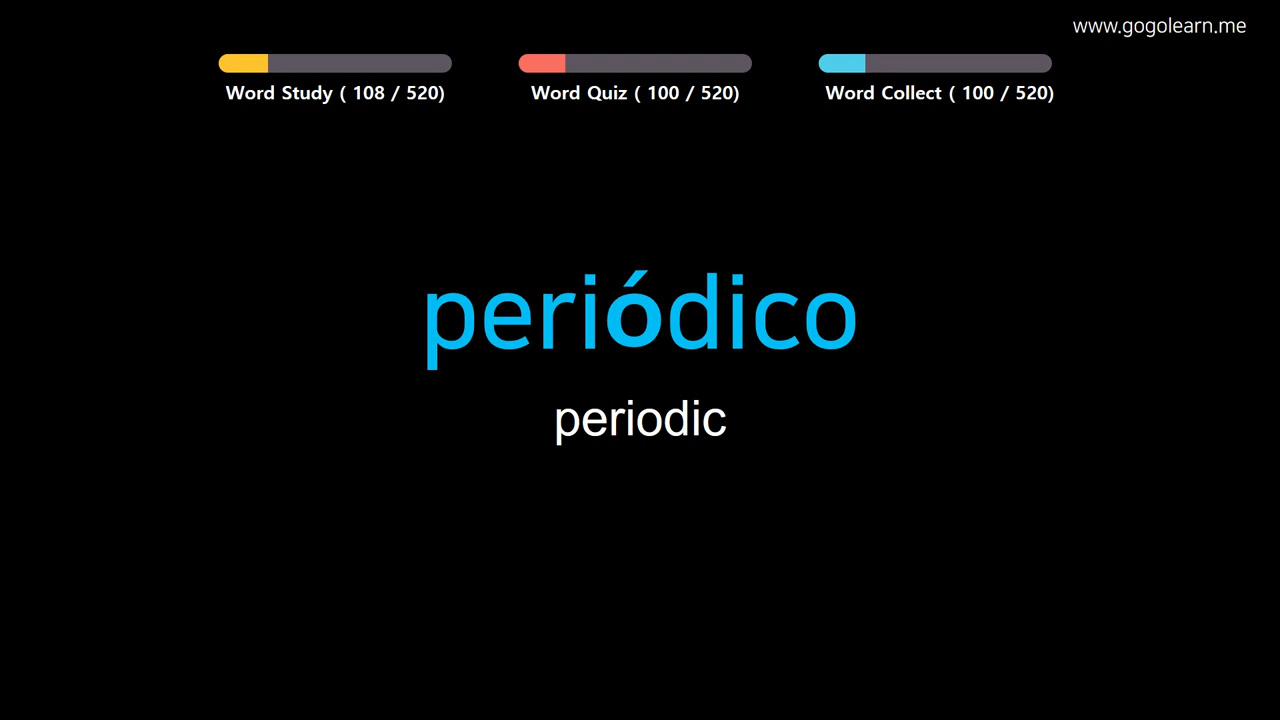 www.gogolearn.me
Word Study ( 108 / 520)
Word Quiz ( 100 / 520)
Word Collect ( 100 / 520)
periódico
periodic